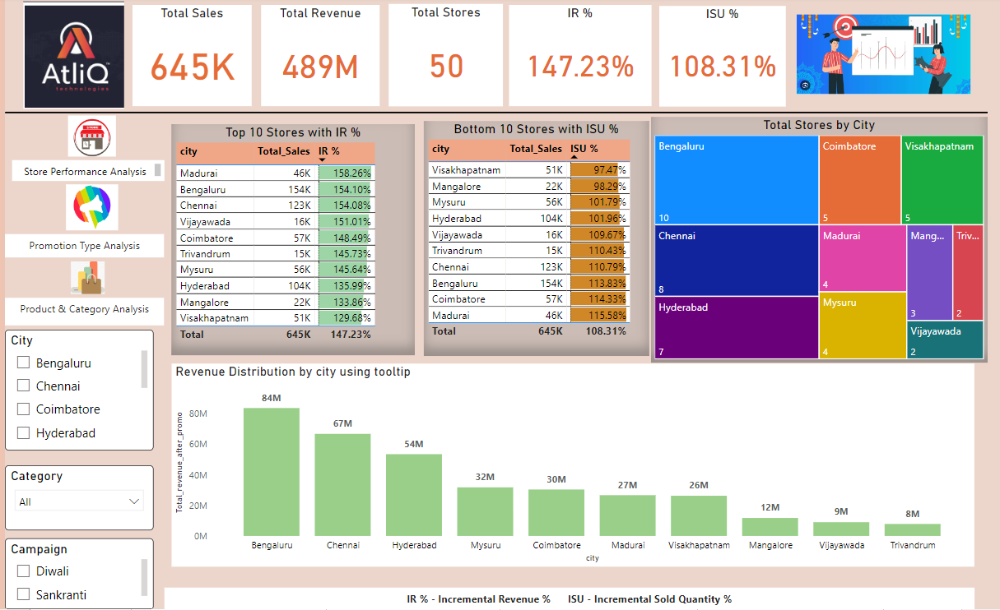 AtliQ
technologies
Total Sales
645K
Total Revenue
489M
Total Stores
50
IR %
147.23%
ISU %
108.31%
Store Performance Analysis
Promotion Type Analysis
Product & Category Analysis
Top 10 Stores with IR %
city Total_Sales IR %
Madurai 46K 158.26%
Bengaluru 154K 154.10%
Chennai 123K 154.08%
Vijayawada 16K 151.01%
Coimbatore 57K 148.49%
Trivandrum 15K 145.73%
Mysuru 56K 145.64%
Hyderabad 104K 135.99%
Mangalore 22K 133.86%
Visakhapatnam 51K 129.68%
Total 645K 147.23%
Bottom 10 Stores with ISU %
city Total_Sales ISU %
Visakhapatnam 51K 97.47%
Mangalore 22K 98.29%
Mysuru 56K 101.79%
Hyderabad 104K 101.96%
Vijayawada 16K 109.67%
Trivandrum 15K 110.43%
Chennai 123K 110.79%
Bengaluru 154K 113.83%
Coimbatore 57K 114.33%
Madurai 46K 115.58%
Total 645K 108.31%
Total Stores by City
Bengaluru
10
Chennai
8
Hyderabad
7
Coimbatore
5
Visakhapatnam
5
Madurai
4
Mysuru
4
Mang...
3
Triv...
2
Vijayawada
2
City
Bengaluru
Chennai
Coimbatore
Hyderabad
Category
All
Campaign
Diwali
Sankranti
Revenue Distribution by city using tooltip
Total_revenue_after_promo
80M
60M
40M
20M
0M
84M
67M
54M
32M
30M
27M
26M
12M
9M
8M
Bengaluru
Chennai
Hyderabad
Mysuru
Coimbatore
Madurai
Visakhapatnam
Mangalore
Vijayawada
Trivandrum
city
IR % - Incremental Revenue % ISU - Incremental Sold Quantity %